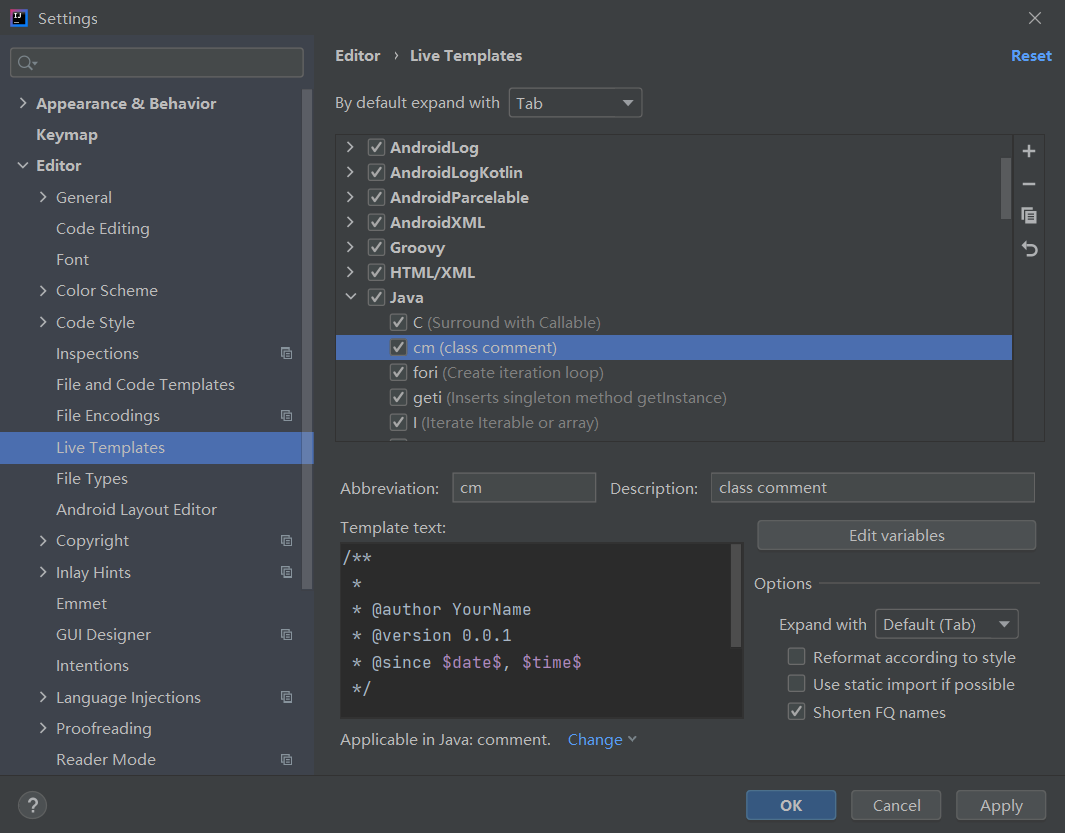 Settings
Appearance & Behavior
Keymap
Editor
General
Code Editing
Font
Color Scheme
Code Style
Inspections
File and Code Templates
File Encodings
Live Templates
File Types
Android Layout Editor
Copyright
Inlay Hints
Emmet
GUI Designer
Intentions
Language Injections
Proofreading
Reader Mode
Editor › Live Templates
Reset
By default expand with Tab
AndroidLog
AndroidLogKotlin
AndroidParcelable
AndroidXML
Groovy
HTML/XML
Java
C (Surround with Callable)
cm (class comment)
fori (Create iteration loop)
geti (Inserts singleton method getInstance)
I (Iterate Iterable or array)
Abbreviation: cm Description: class comment
Template text:
/**
*
* @author YourName
* @version 0.0.1
* @since $date$, $time$
*/
Edit variables
Options
Expand with Default (Tab)
Reformat according to style
Use static import if possible
Shorten FQ names
Applicable in Java: comment. Change
? OK Cancel Apply